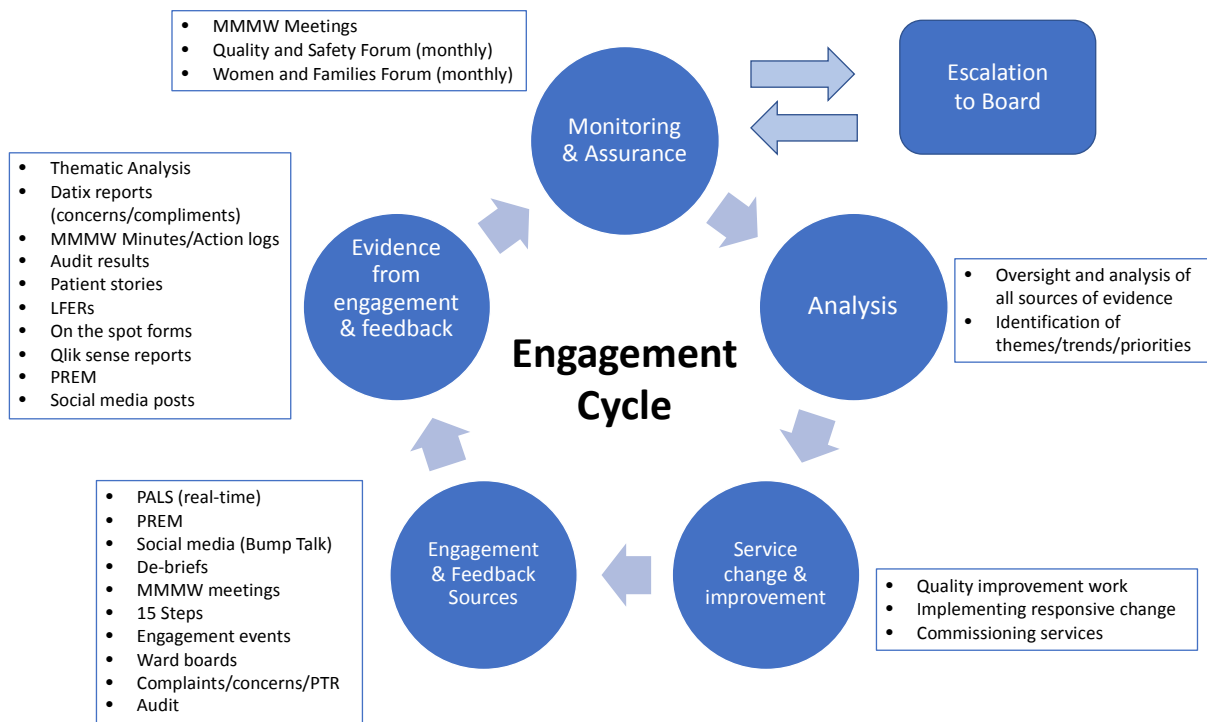 • MMMW Meetings
• Quality and Safety Forum (monthly)
• Women and Families Forum (monthly)
Monitoring
& Assurance
Escalation
to Board
• Thematic Analysis
• Datix reports
(concerns/compliments)
• MMMW Minutes/Action logs
• Audit results
• Patient stories
• LFERs
• On the spot forms
• Qlik sense reports
• PREM
• Social media posts
Evidence
from
engagement
& feedback
Engagement
Cycle
Analysis
• Oversight and analysis of
all sources of evidence
• Identification of
themes/trends/priorities
• PALS (real-time)
• PREM
• Social media (Bump Talk)
• De-briefs
• MMMW meetings
• 15 Steps
• Engagement events
• Ward boards
• Complaints/concerns/PTR
• Audit
Engagement
& Feedback
Sources
Service
change &
improvement
• Quality improvement work
• Implementing responsive change
• Commissioning services